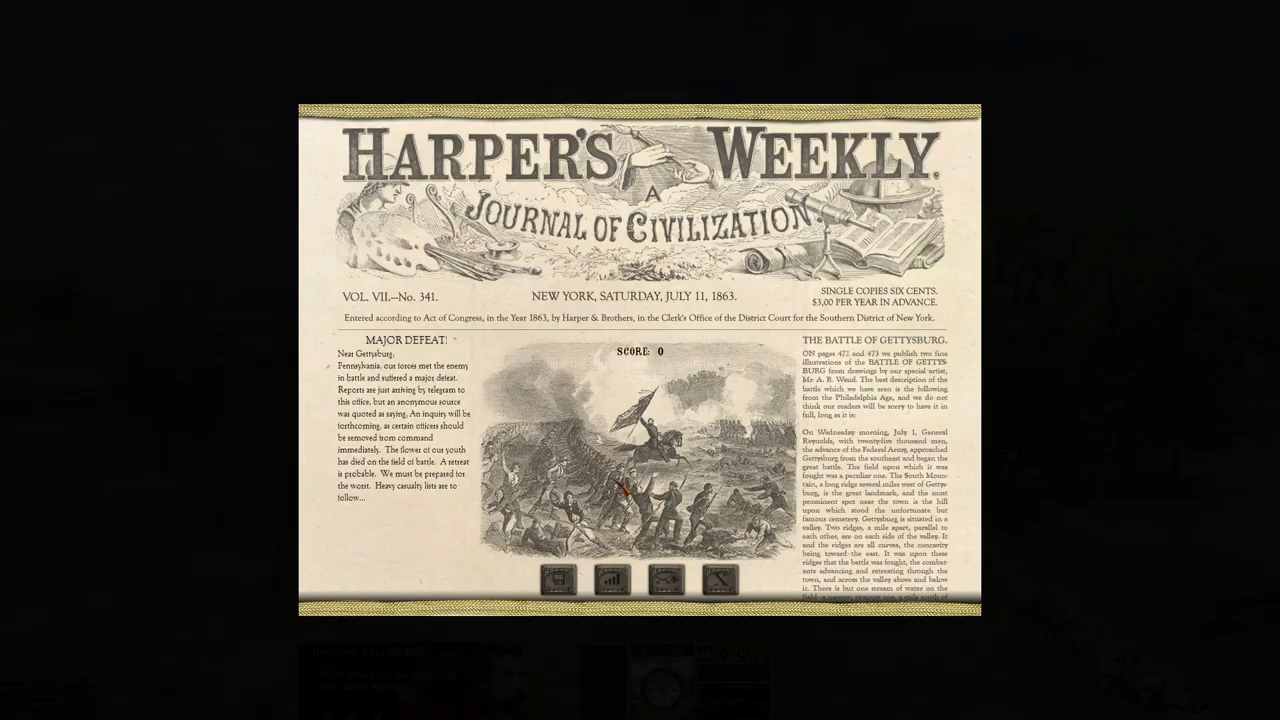 HARPER'S WEEKLY.
A
JOURNAL OF CIVILIZATION
VOL. VII.—No. 341.
NEW YORK, SATURDAY, JULY 11, 1863.
SINGLE COPIES SIX CENTS.
$3,00 PER YEAR IN ADVANCE.
Entered according to Act of Congress, in the Year 1863, by Harper & Brothers, in the Clerk's Office of the District Court for the Southern District of New York.
MAJOR DEFEAT!
Near Gettysburg,
Pennsylvania, our forces met the enemy
in battle and suffered a major defeat.
Reports are just arriving by telegram to
this office, but an anonymous source
was quoted as saying, An inquiry will be
forthcoming, as certain officers should
be removed from command
immediately. The flower of our youth
has died on the field of battle. A retreat
is probable. We must be prepared for
the worst. Heavy casualty lists are to
follow...
SCORE: 0
THE BATTLE OF GETTYSBURG.
ON pages 472 and 473 we publish two fine
illustrations of the BATTLE OF GETTYS-
BURG from drawings by our special artist,
Mr. A. R. Waud. The best description of the
battle which we have seen is the following
from the Philadelphia Age, and we do not
think our readers will be sorry to have it in
full, long as it is:
On Wednesday morning, July 1, General
Reynolds, with twenty-five thousand men,
the advance of the Federal Army, approached
Gettysburg from the southeast and began the
great battle. The field upon which it was
fought was a peculiar one. The South Moun-
tain, a long ridge several miles west of Gettys-
burg, is the great landmark, and the most
prominent spot near the town is the hill
upon which stood the unfortunate but
famous cemetery. Gettysburg is situated in a
valley. Two ridges, a mile apart, parallel to
each other, are on each side of the valley. It
and the ridges are all curves, the concavity
being toward the east. It was upon these
ridges that the battle was fought, the combat-
ants advancing and retreating through the
town, and across the valley above and below
it. There is but one stream of water on the
field—a narrow, swampy one, a mile south of
X
Brig Gen John Gibbon